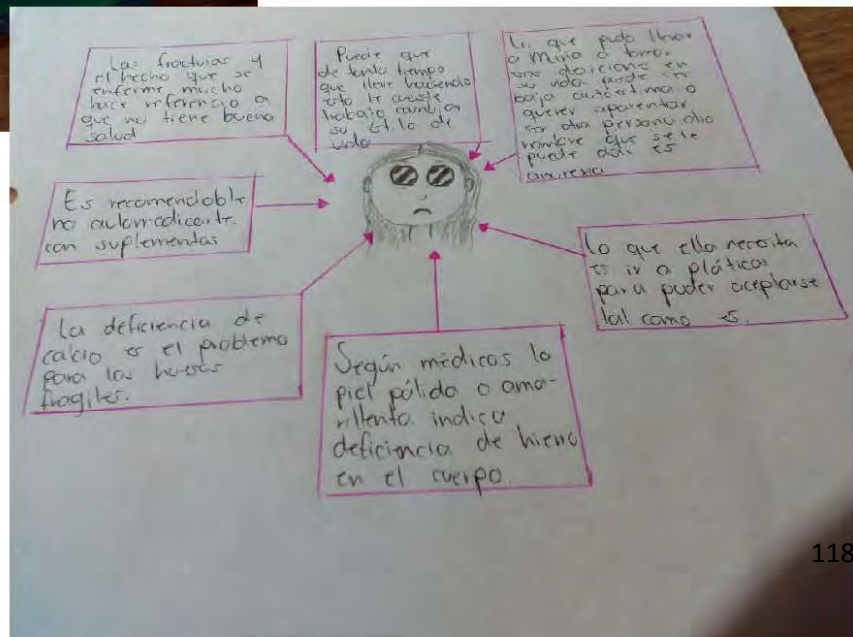 Las fracturas y
el hecho que se
enferme mucho
hace referencia a
que no tiene buena
salud
Puede que
de tanto tiempo
que lleve haciendo
esto le cueste
trabajo cambiar
su estilo de
vida
Lo que pudo llevar
a Mina a tomar
decisiones en
su vida puede ser
baja autoestima o
querer aparentar
ser otra persona otro
nombre que se le
puede dar es
anorexia
Es recomendable
no automedicarte
con suplementos
La deficiencia de
calcio es el problema
para los huesos
fragiles.
Según médicos la
piel pálida o ama-
rillenta indica
deficiencia de hierro
en el cuerpo.
Lo que ella necesita
es ir a pláticas
para poder aceptarse
tal como es.
118